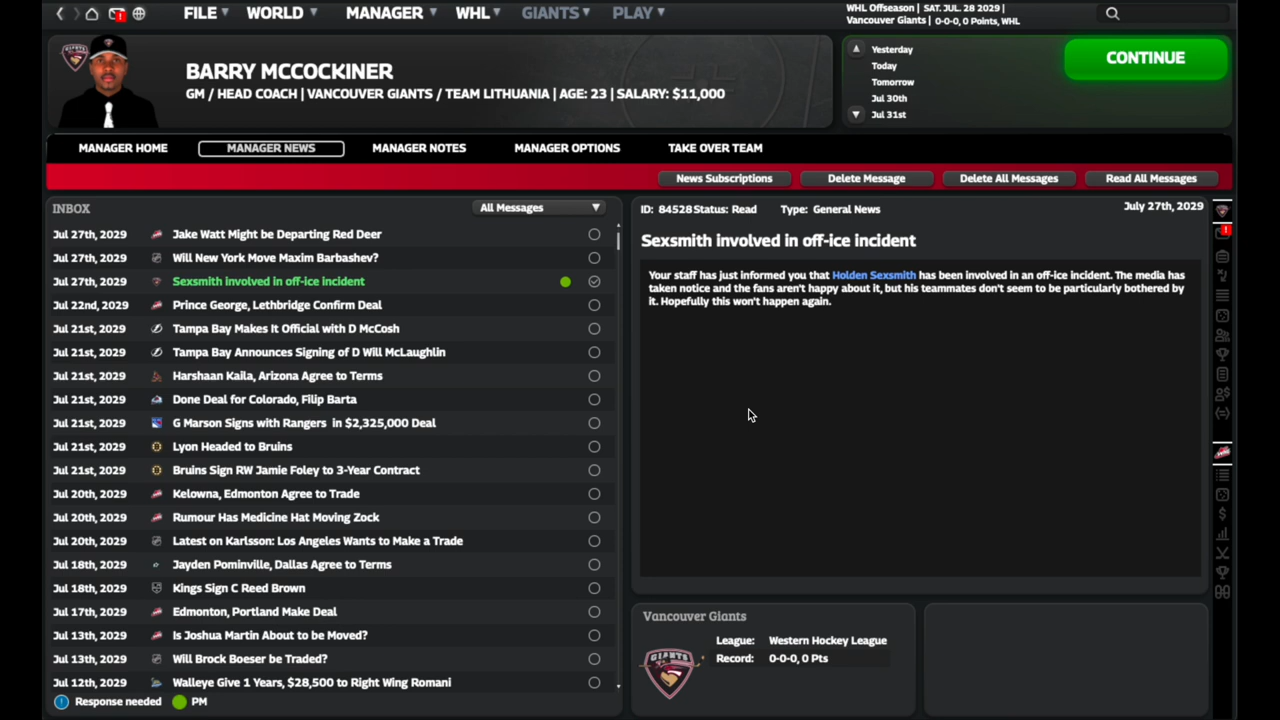 FILE WORLD MANAGER WHL GIANTS PLAY
WHL Offseason | SAT. JUL. 28 2029 |
Vancouver Giants | 0-0-0, 0 Points, WHL
BARRY MCCOCKINER
GM / HEAD COACH | VANCOUVER GIANTS / TEAM LITHUANIA | AGE: 23 | SALARY: $11,000
Yesterday
Today
Tomorrow
Jul 30th
Jul 31st
CONTINUE
MANAGER HOME MANAGER NEWS MANAGER NOTES MANAGER OPTIONS TAKE OVER TEAM
News Subscriptions Delete Message Delete All Messages Read All Messages
INBOX All Messages
Jul 27th, 2029 Jake Watt Might be Departing Red Deer
Jul 27th, 2029 Will New York Move Maxim Barbashev?
Jul 27th, 2029 Sexsmith involved in off-ice incident
Jul 22nd, 2029 Prince George, Lethbridge Confirm Deal
Jul 21st, 2029 Tampa Bay Makes It Official with D McCosh
Jul 21st, 2029 Tampa Bay Announces Signing of D Will McLaughlin
Jul 21st, 2029 Harshaan Kaila, Arizona Agree to Terms
Jul 21st, 2029 Done Deal for Colorado, Filip Barta
Jul 21st, 2029 G Marson Signs with Rangers in $2,325,000 Deal
Jul 21st, 2029 Lyon Headed to Bruins
Jul 21st, 2029 Bruins Sign RW Jamie Foley to 3-Year Contract
Jul 20th, 2029 Kelowna, Edmonton Agree to Trade
Jul 20th, 2029 Rumour Has Medicine Hat Moving Zock
Jul 20th, 2029 Latest on Karlsson: Los Angeles Wants to Make a Trade
Jul 18th, 2029 Jayden Pominville, Dallas Agree to Terms
Jul 18th, 2029 Kings Sign C Reed Brown
Jul 17th, 2029 Edmonton, Portland Make Deal
Jul 13th, 2029 Is Joshua Martin About to be Moved?
Jul 13th, 2029 Will Brock Boeser be Traded?
Jul 12th, 2029 Walleye Give 1 Years, $28,500 to Right Wing Romani
Response needed PM
ID: 84528 Status: Read Type: General News July 27th, 2029
Sexsmith involved in off-ice incident
Your staff has just informed you that Holden Sexsmith has been involved in an off-ice incident. The media has
taken notice and the fans aren't happy about it, but his teammates don't seem to be particularly bothered by
it. Hopefully this won't happen again.
Vancouver Giants
GIANTS
League: Western Hockey League
Record: 0-0-0, 0 Pts